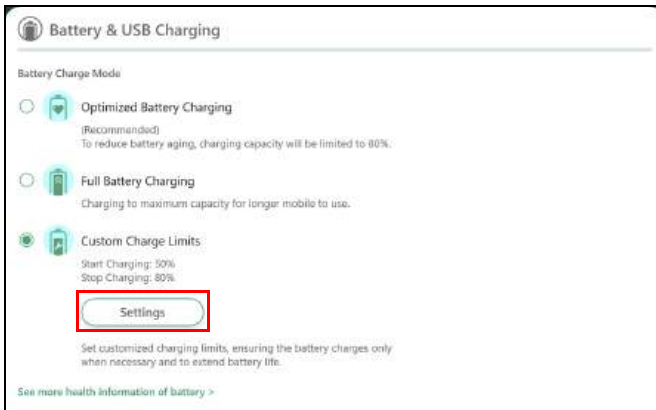 Battery & USB Charging
Battery Charge Mode
Optimized Battery Charging
(Recommended)
To reduce battery aging, charging capacity will be limited to 80%.
Full Battery Charging
Charging to maximum capacity for longer mobile to use.
Custom Charge Limits
Start Charging: 50%
Stop Charging: 80%
Settings
Set customized charging limits, ensuring the battery charges only
when necessary and to extend battery life.
See more health information of battery >